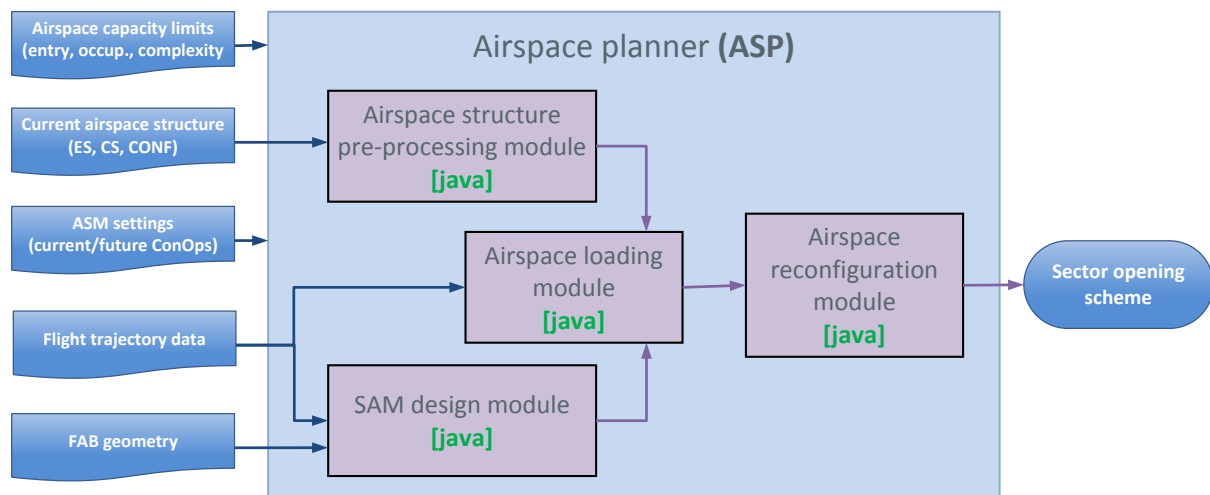 Airspace capacity limits
(entry, occup., complexity
Current airspace structure
(ES, CS, CONF)
ASM settings
(current/future ConOps)
Flight trajectory data
FAB geometry
Airspace planner (ASP)
Airspace structure
pre-processing module
[java]
Airspace loading
module
[java]
SAM design module
[java]
Airspace
reconfiguration
module
[java]
Sector opening
scheme